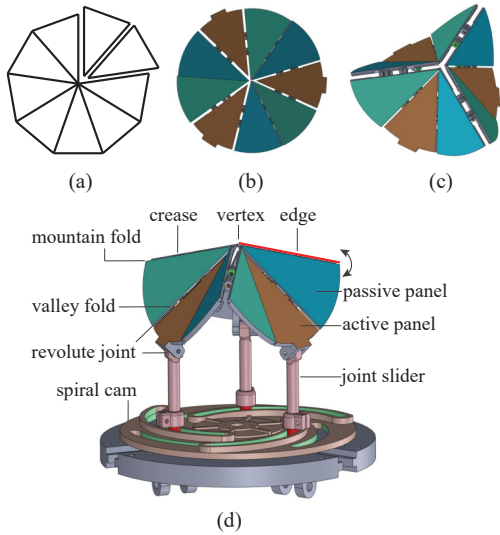 (a)
(b)
(c)
crease
vertex
edge
mountain fold
passive panel
valley fold
active panel
revolute joint
joint slider
spiral cam
(d)